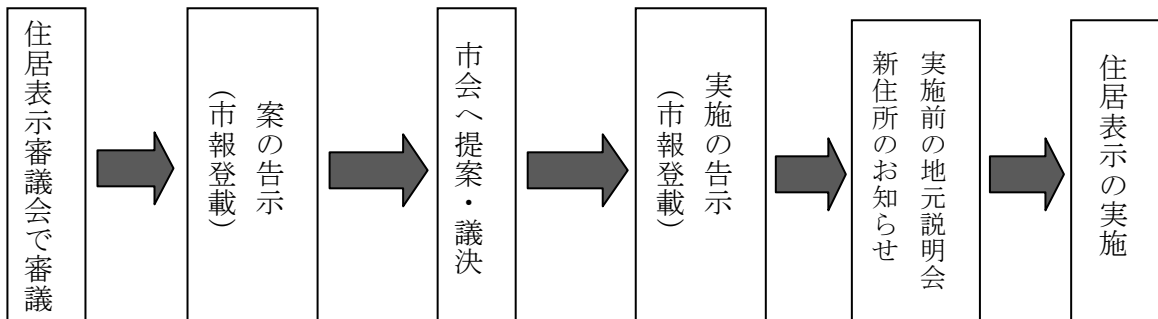 住居表示審議会で審議
案の告示
(市報登載)
市会へ提案・議決
実施の告示
(市報登載)
実施前の地元説明会
新住所のお知らせ
住居表示の実施